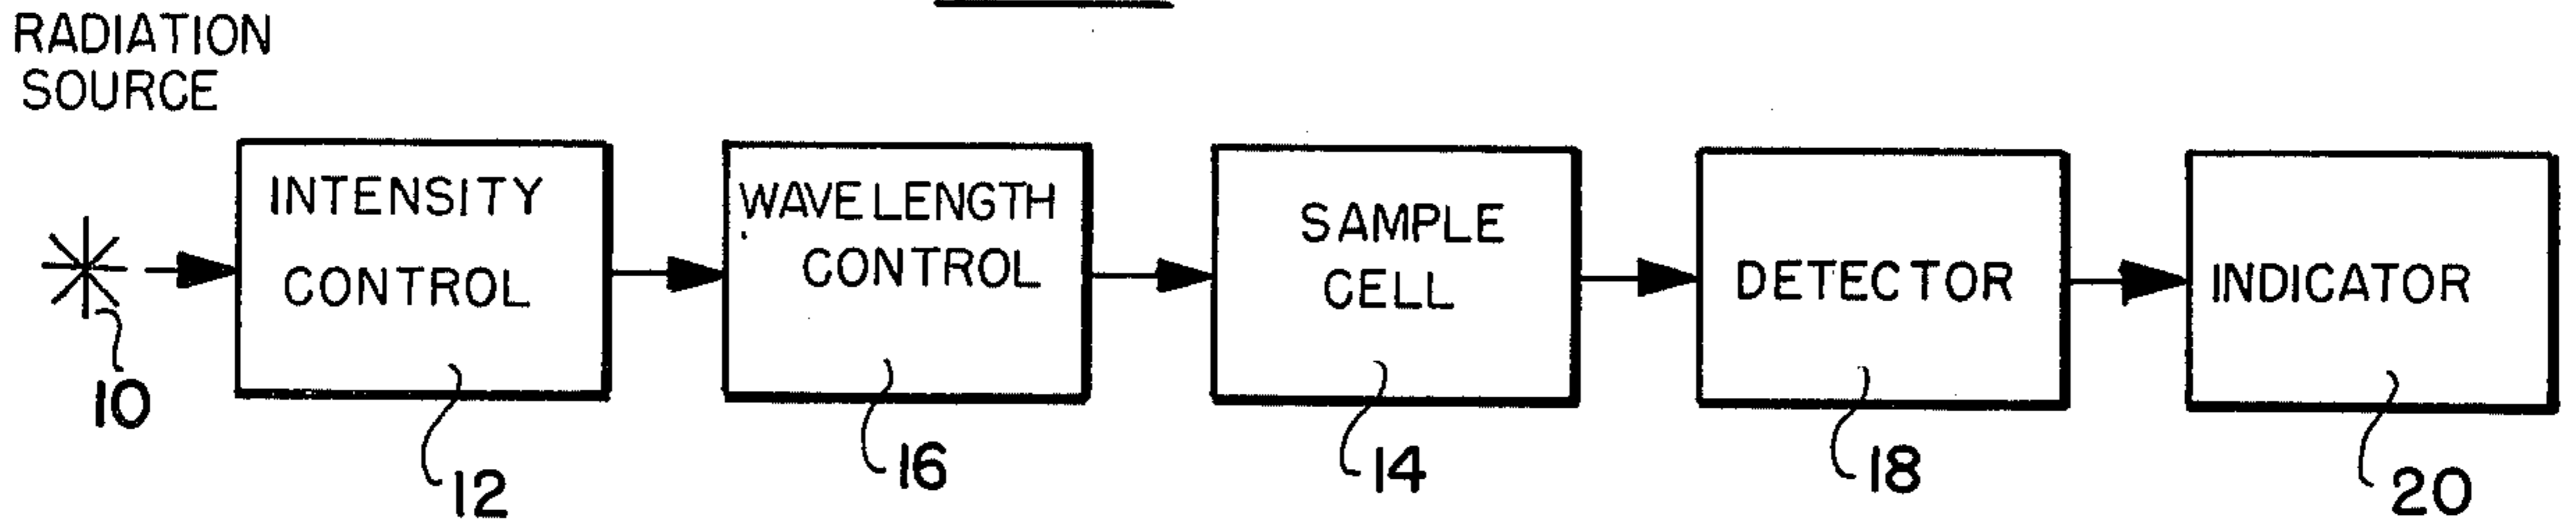 RADIATION
SOURCE
INTENSITY
CONTROL
WAVELENGTH
CONTROL
SAMPLE
CELL
DETECTOR
INDICATOR
10
12
16
14
18
20